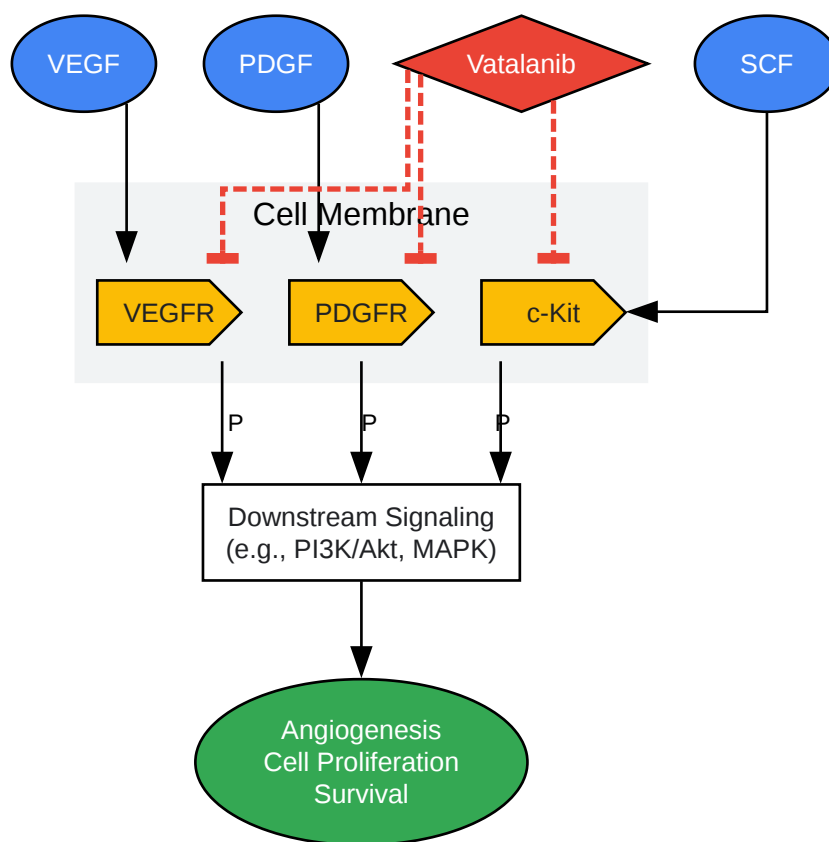 VEGF
PDGF
Vatalanib
SCF
Cell Membrane
VEGFR
PDGFR
c-Kit
P
P
P
Downstream Signaling
(e.g., PI3K/Akt, MAPK)
Angiogenesis
Cell Proliferation
Survival